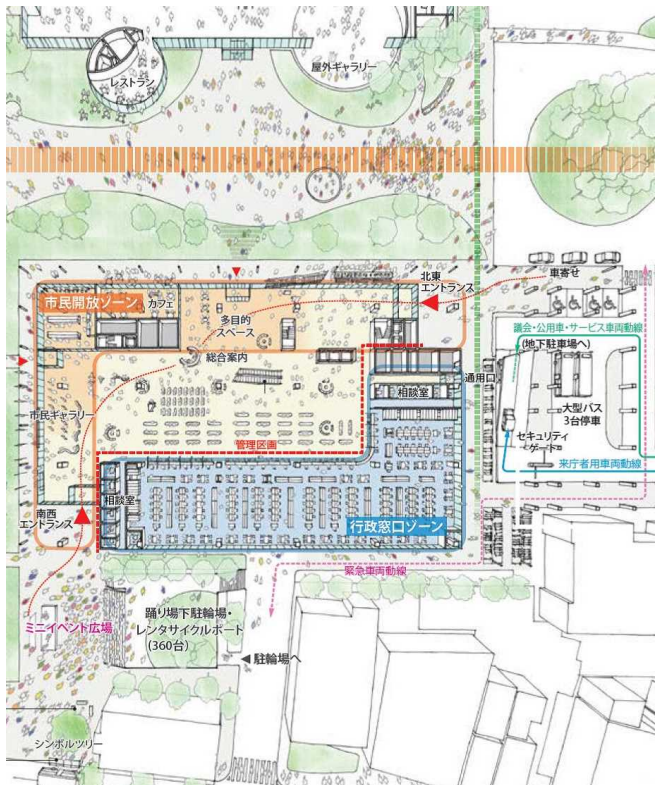 レストラン
屋外ギャラリー
車寄せ
北東
エントランス
市民開放ゾーン
カフェ
多目的
スペース
総合案内
議会・公用車・サービス車両動線
(地下駐車場へ)
通用口
相談室
大型バス
3台停車
市民ギャラリー
管理区画
セキュリティ
ゲート
来庁者用車両動線
相談室
南西
エントランス
行政窓口ゾーン
緊急車両動線
ミニイベント広場
踊り場下駐輪場・
レンタサイクルポート
(360台)
駐輪場へ
シンボルツリー